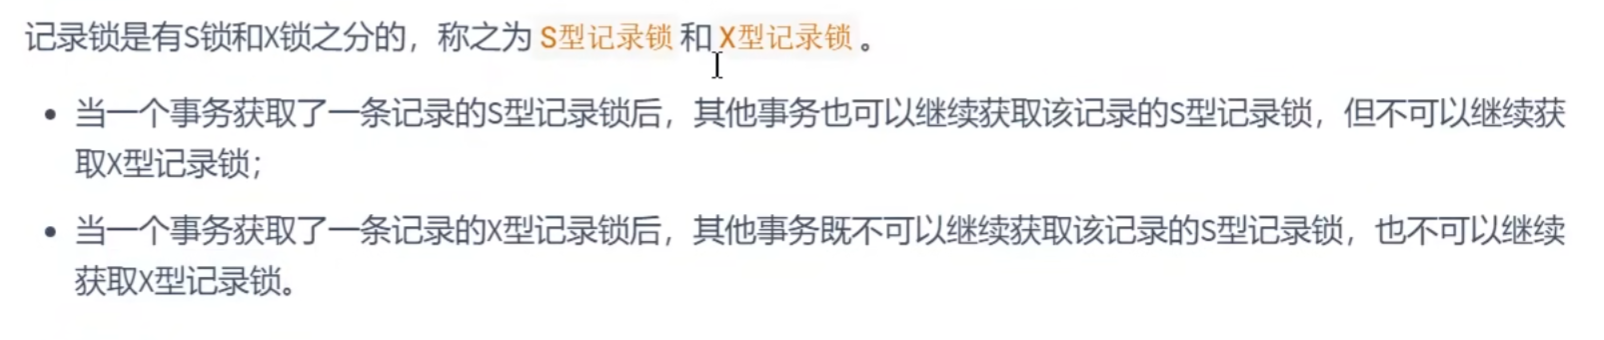 记录锁是有S锁和X锁之分的，称之为 S型记录锁 和 X型记录锁 。
• 当一个事务获取了一条记录的S型记录锁后，其他事务也可以继续获取该记录的S型记录锁，但不可以继续获
取X型记录锁；
• 当一个事务获取了一条记录的X型记录锁后，其他事务既不可以继续获取该记录的S型记录锁，也不可以继续
获取X型记录锁。